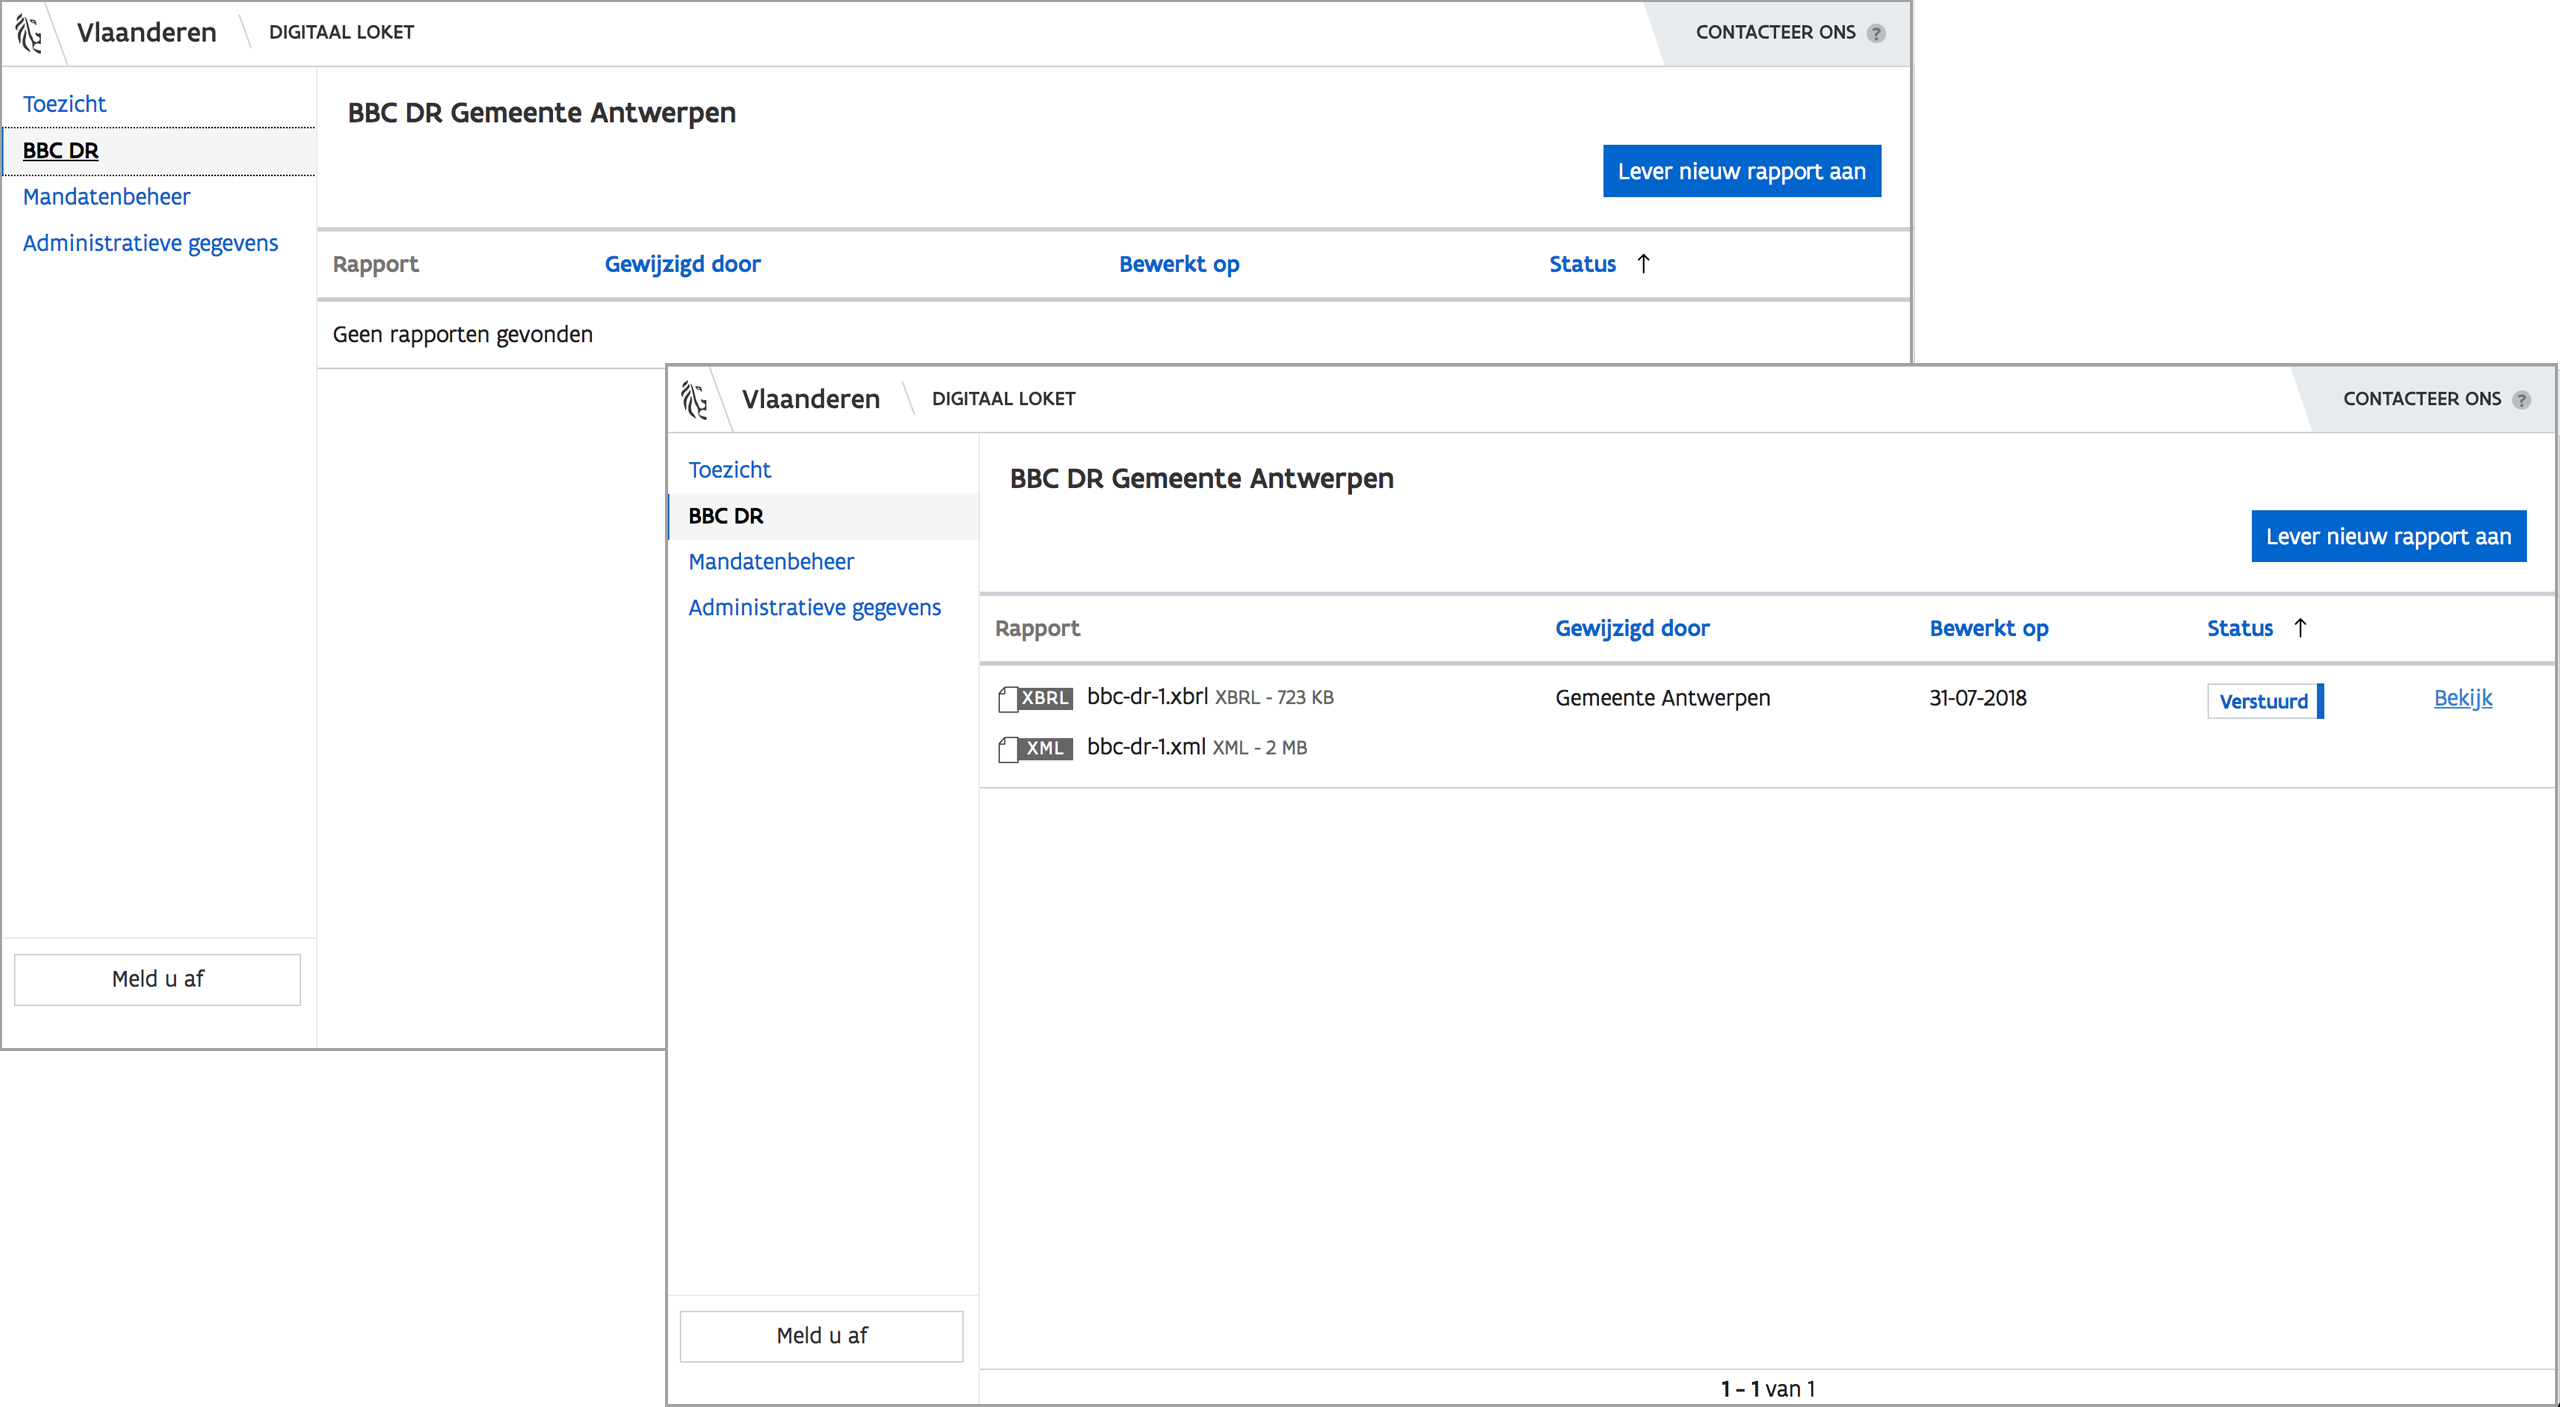 Vlaanderen DIGITAAL LOKET CONTACTEER ONS ?
Toezicht
BBC DR
Mandatenbeheer
Administratieve gegevens
Meld u af
BBC DR Gemeente Antwerpen
Lever nieuw rapport aan
Rapport Gewijzigd door Bewerkt op Status ↑
Geen rapporten gevonden
Vlaanderen DIGITAAL LOKET CONTACTEER ONS ?
Toezicht
BBC DR
Mandatenbeheer
Administratieve gegevens
Meld u af
BBC DR Gemeente Antwerpen
Lever nieuw rapport aan
Rapport Gewijzigd door Bewerkt op Status ↑
XBRL bbc-dr-1.xbrl XBRL - 723 KB Gemeente Antwerpen 31-07-2018 Verstuurd Bekijk
XML bbc-dr-1.xml XML - 2 MB
1 - 1 van 1